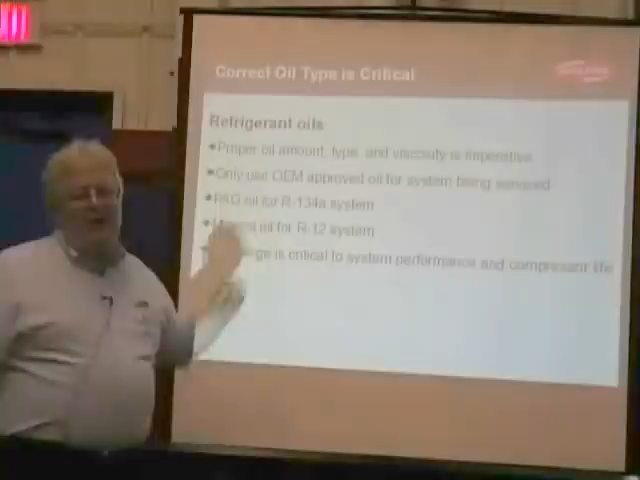 Correct Oil Type is Critical
Refrigerant oils
•Proper oil amount, type, and viscosity is imperative
•Only use OEM approved oil for system being serviced
•PAG oil for R-134a system
• oil for R-12 system
is critical to system performance and compressor life